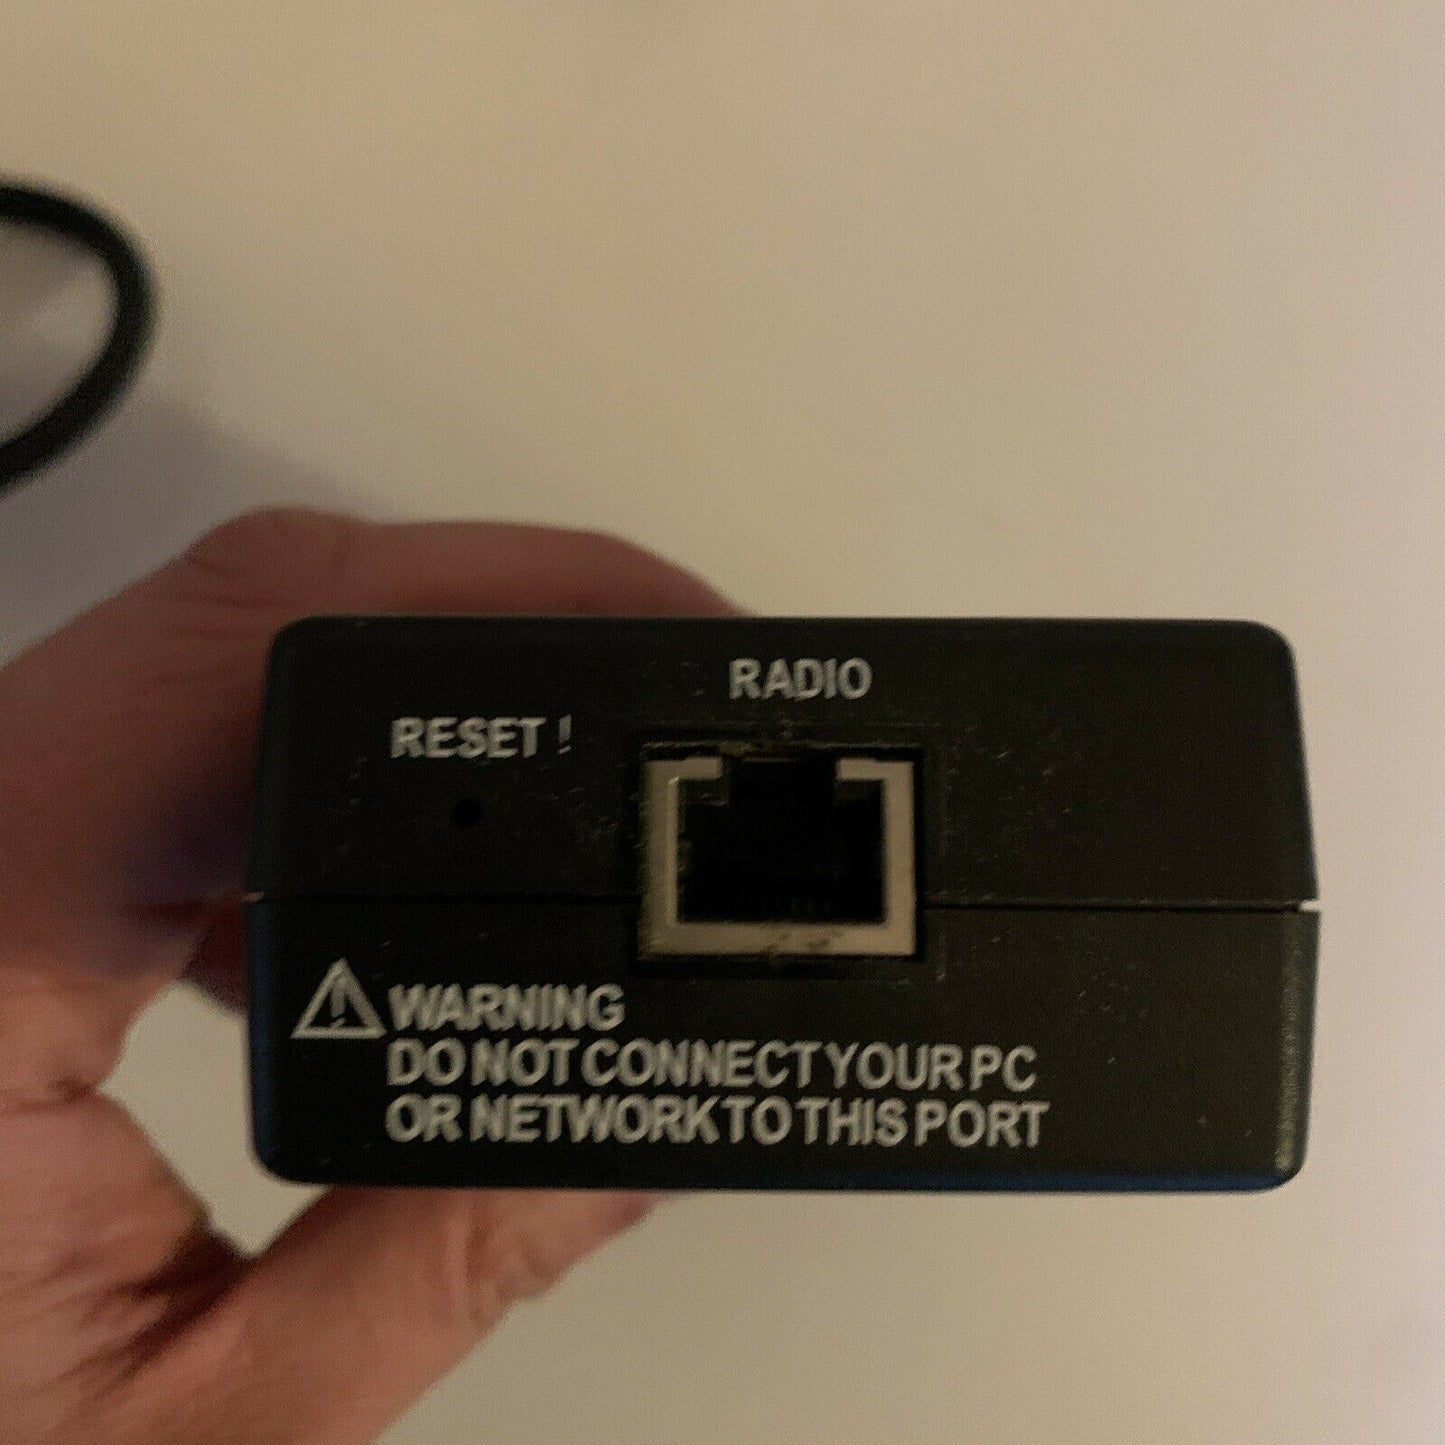 RADIO
RESET !
WARNING
DO NOT CONNECT YOUR PC
OR NETWORK TO THIS PORT